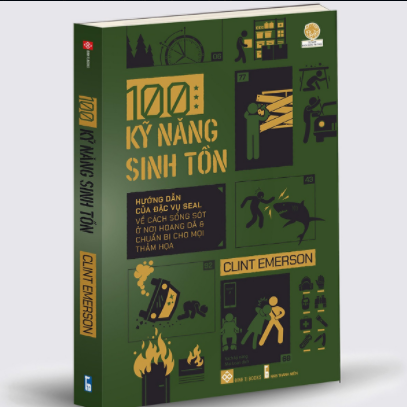 100:
KỸ NĂNG
SINH TỒN
HƯỚNG DẪN
CỦA ĐẶC VỤ SEAL
VỀ CÁCH SỐNG SÓT
Ở NƠI HOANG DÃ &
CHUẨN BỊ CHO MỌI
THẢM HỌA
CLINT EMERSON
100 KỸ NĂNG SINH TỒN
CLINT EMERSON